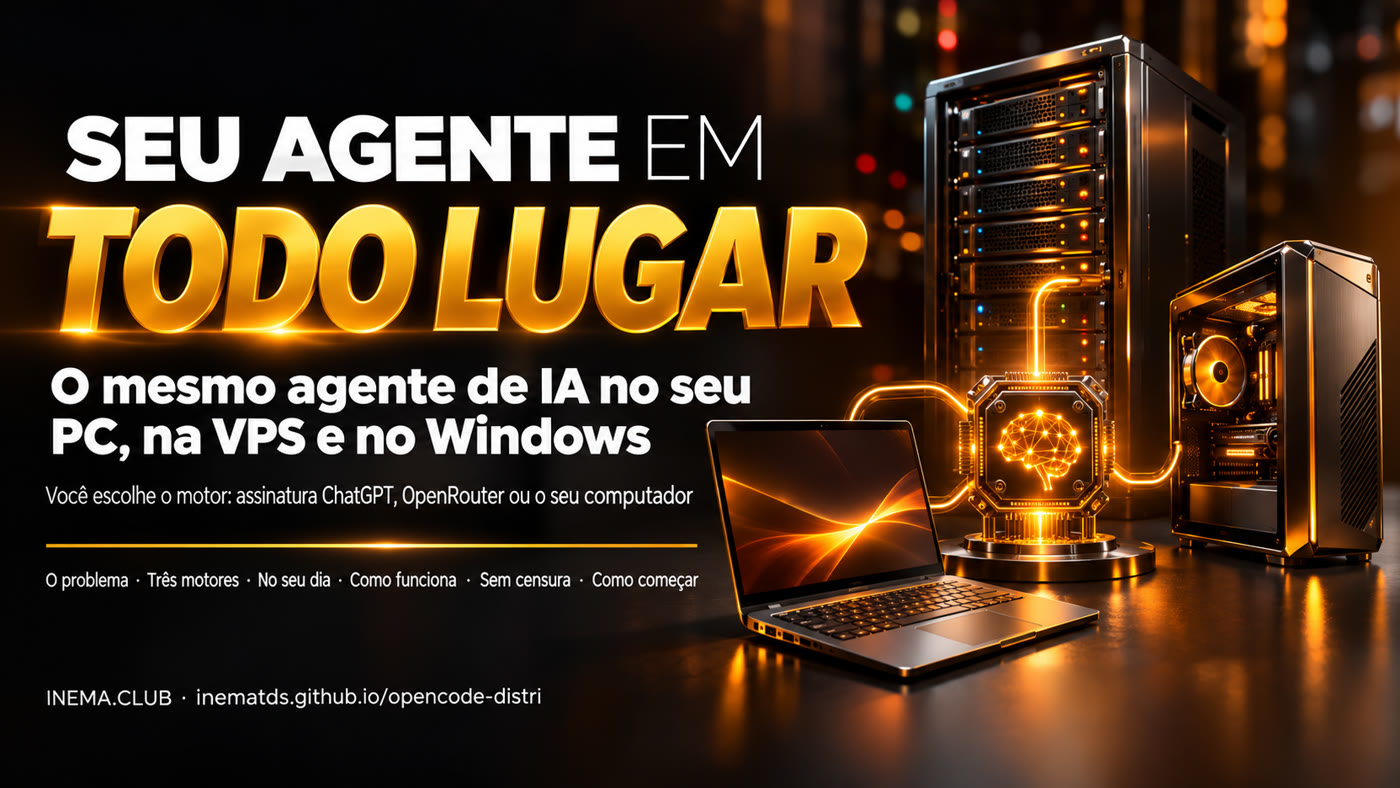 SEU AGENTE EM
TODO LUGAR
O mesmo agente de IA no seu
PC, na VPS e no Windows
Você escolhe o motor: assinatura ChatGPT, OpenRouter ou o seu computador
O problema · Três motores · No seu dia · Como funciona · Sem censura · Como começar
INEMA.CLUB · inematds.github.io/opencode-distri